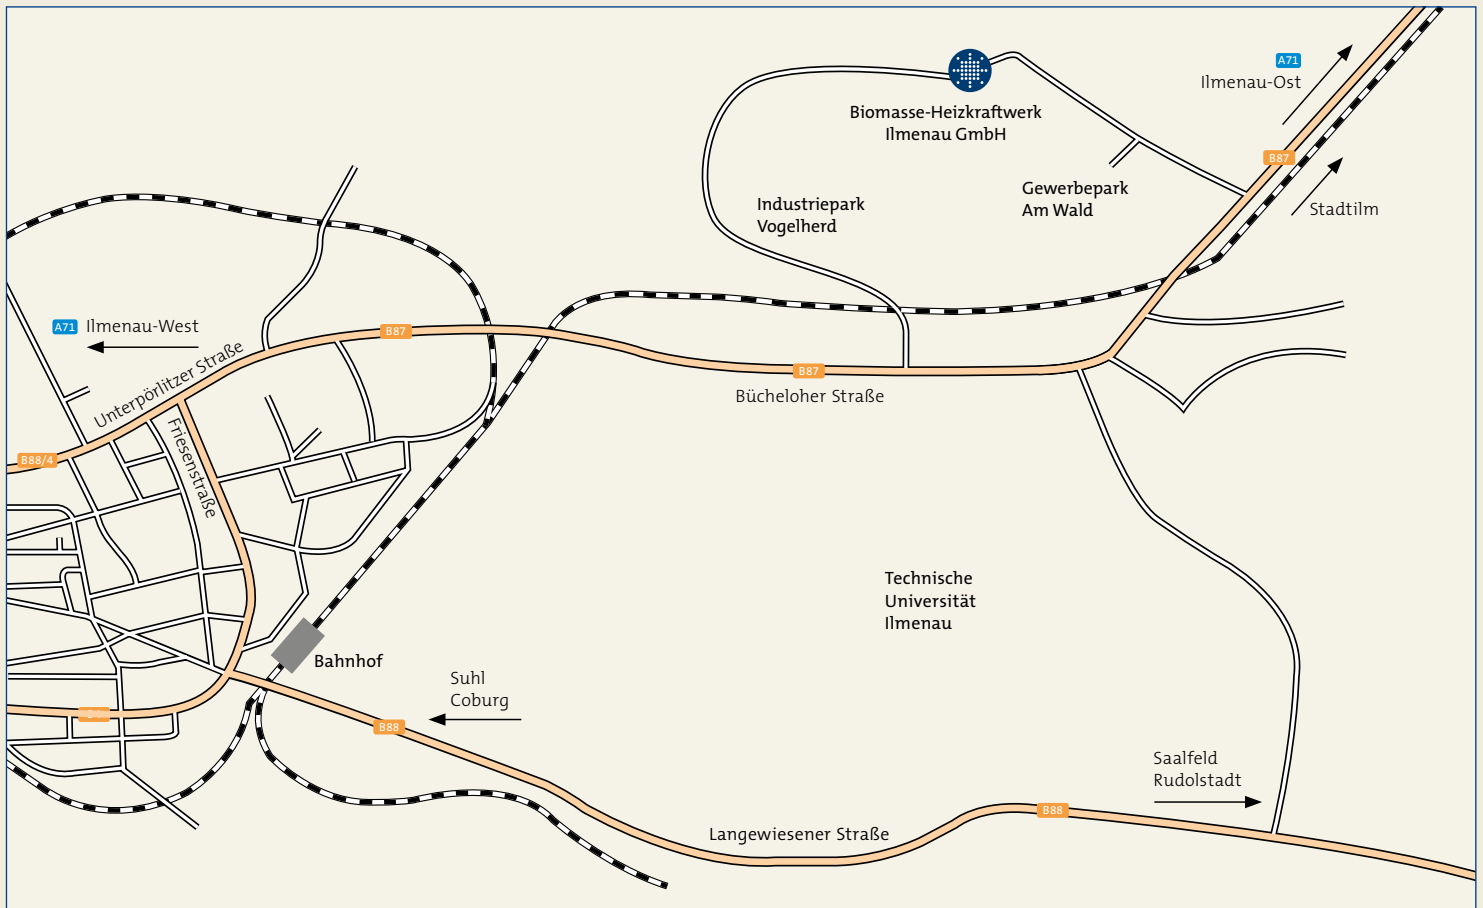 A71
Ilmenau-Ost
Biomasse-Heizkraftwerk
Ilmenau GmbH
B87
Gewerbepark
Am Wald
Stadtilm
Industriepark
Vogelherd
A71 Ilmenau-West
B87
Unterpörlitzer Straße
B87
Bücheloher Straße
B88/4
Friesenstraße
Technische
Universität
Ilmenau
Bahnhof
Suhl
Coburg
B88
Saalfeld
Rudolstadt
B88
Langewiesener Straße